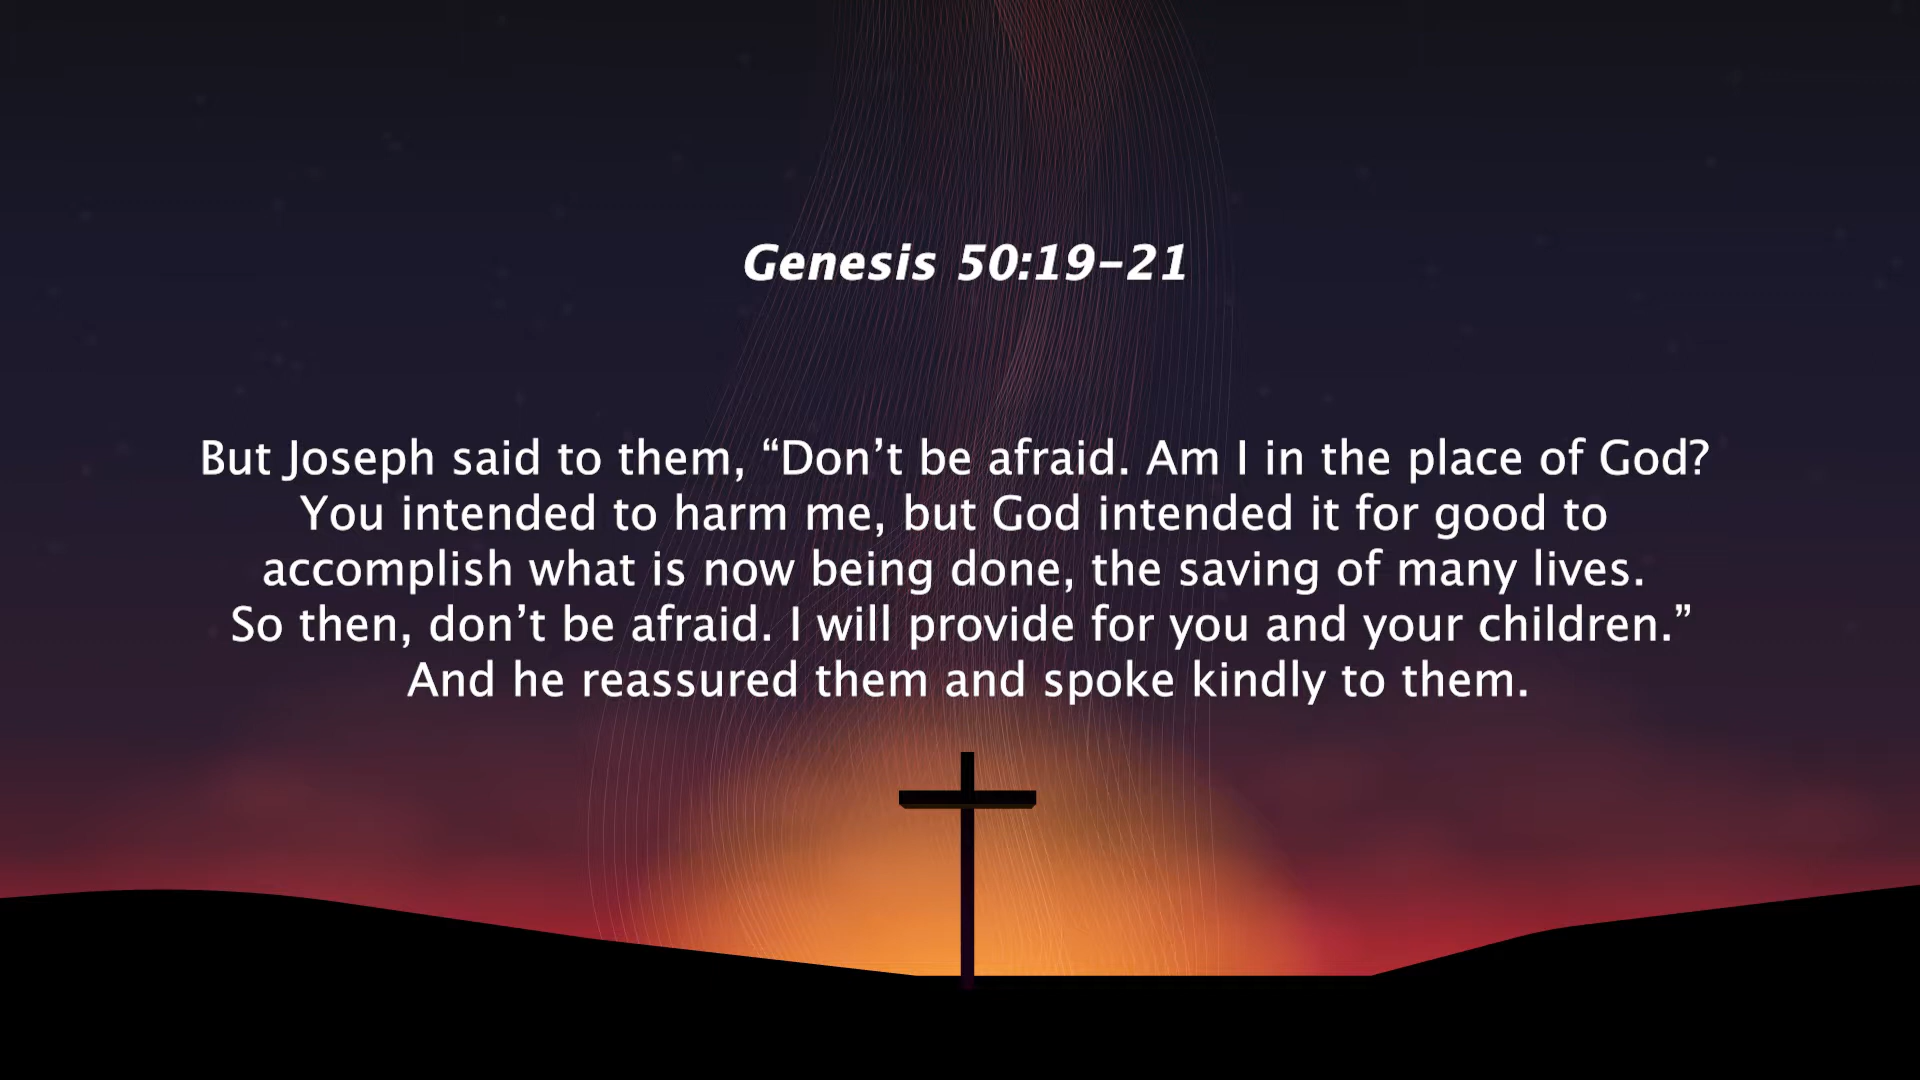 Genesis 50:19–21
But Joseph said to them, “Don’t be afraid. Am I in the place of God?
You intended to harm me, but God intended it for good to
accomplish what is now being done, the saving of many lives.
So then, don’t be afraid. I will provide for you and your children.”
And he reassured them and spoke kindly to them.